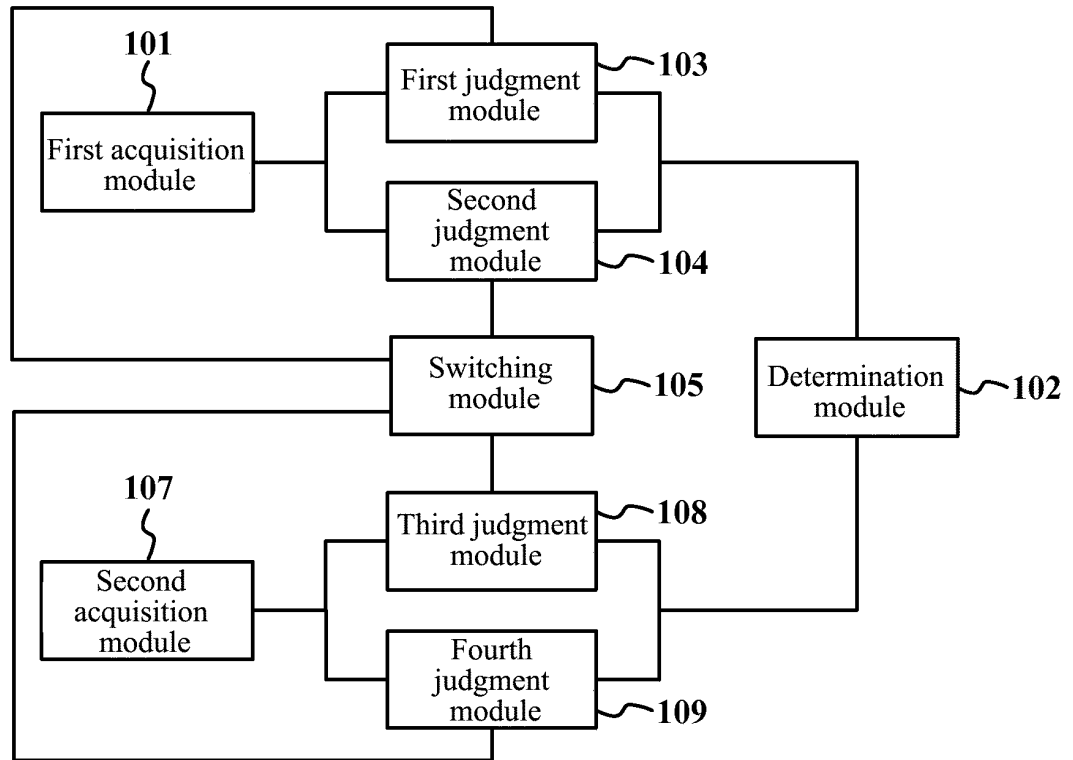 101
First acquisition
module
First judgment
module
103
Second
judgment
module
104
Switching
module
105
Determination
module
102
107
Second
acquisition
module
Third judgment
module
108
Fourth
judgment
module
109